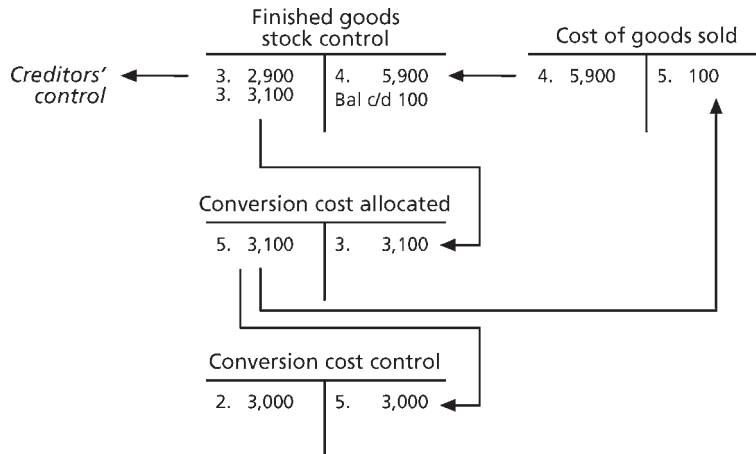 Finished goods
stock control
3. 2,900 4. 5,900
3. 3,100 Bal c/d 100
Cost of goods sold
4. 5,900 5. 100
Creditors'
control
Conversion cost allocated
5. 3,100 3. 3,100
Conversion cost control
2. 3,000 5. 3,000